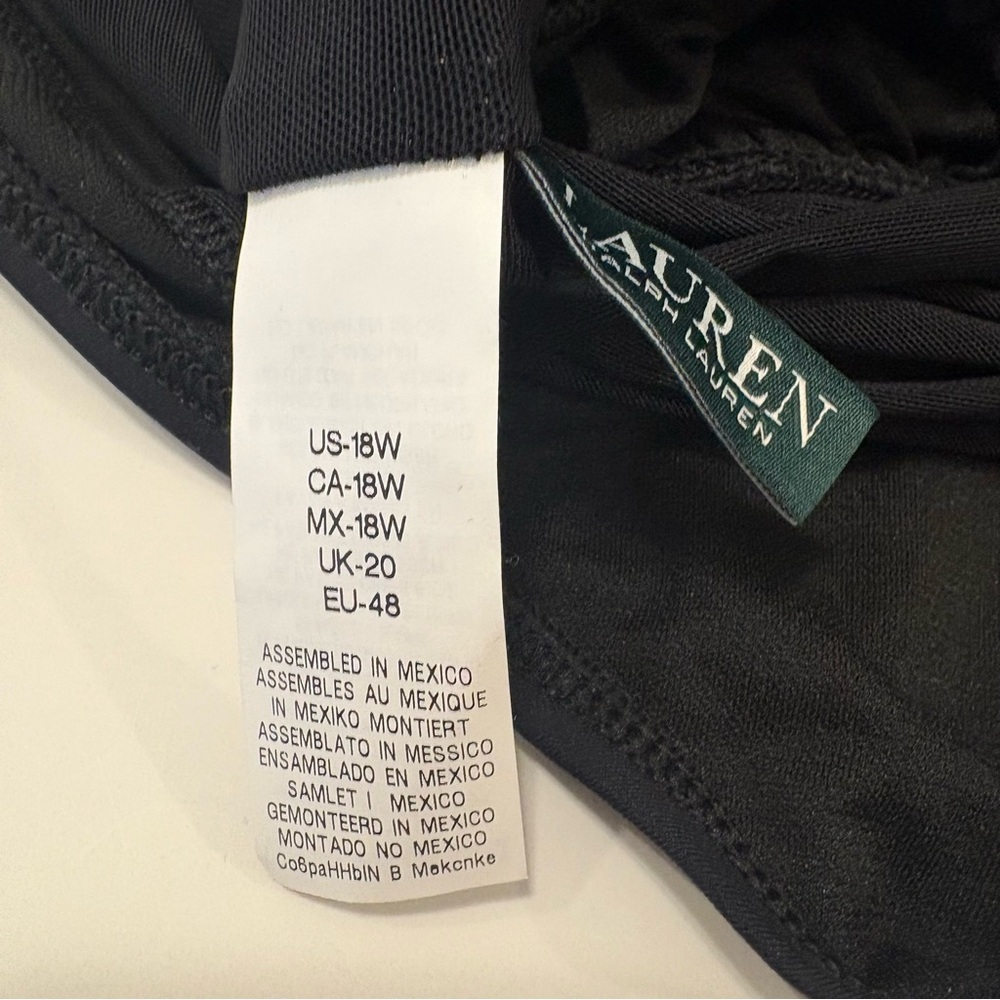 LAUREN
RALPH LAUREN
US-18W
CA-18W
MX-18W
UK-20
EU-48
ASSEMBLED IN MEXICO
ASSEMBLES AU MEXIQUE
IN MEXIKO MONTIERT
ASSEMBLATO IN MESSICO
ENSAMBLADO EN MEXICO
SAMLET I MEXICO
GEMONTEERD IN MEXICO
MONTADO NO MEXICO
Co6paHHbIN B Mekcnke